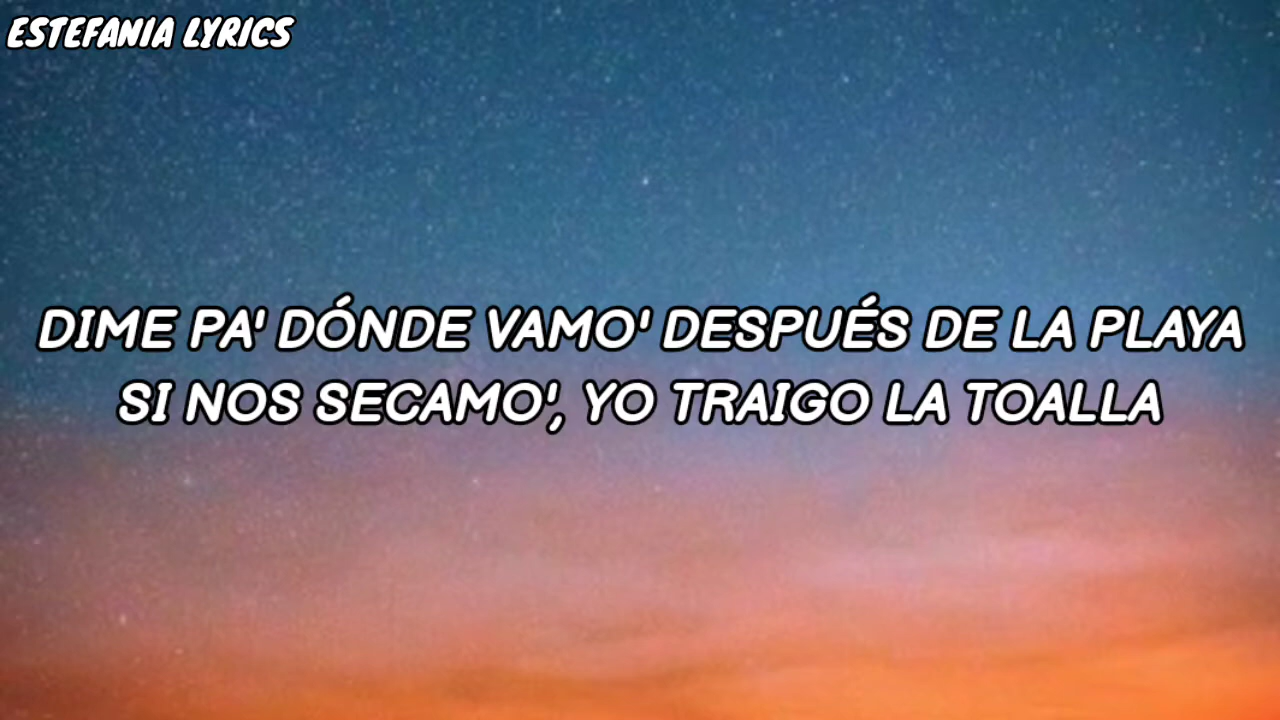 ESTEFANIA LYRICS
DIME PA' DÓNDE VAMO' DESPUÉS DE LA PLAYA
SI NOS SECAMO', YO TRAIGO LA TOALLA